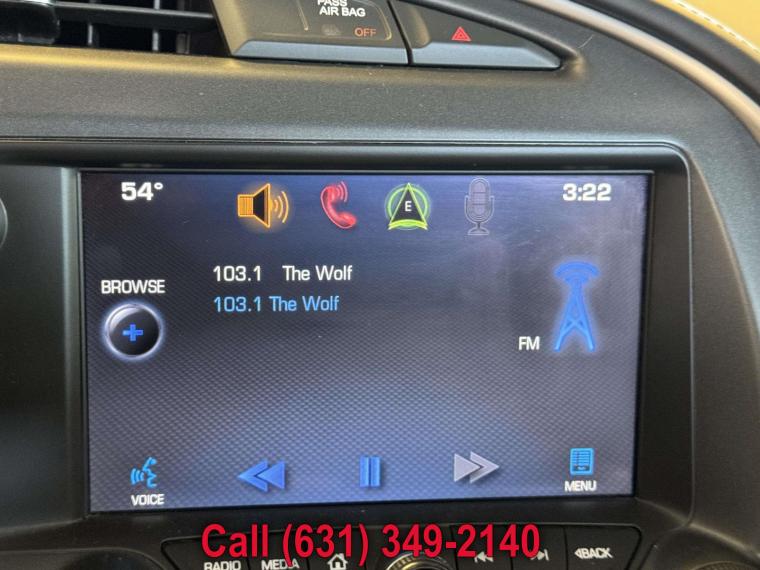 PASS
AIR BAG
OFF
54° E 3:22
103.1 The Wolf
103.1 The Wolf
BROWSE
FM
VOICE
MENU
Call (631) 349-2140
RADIO MEDIA BACK